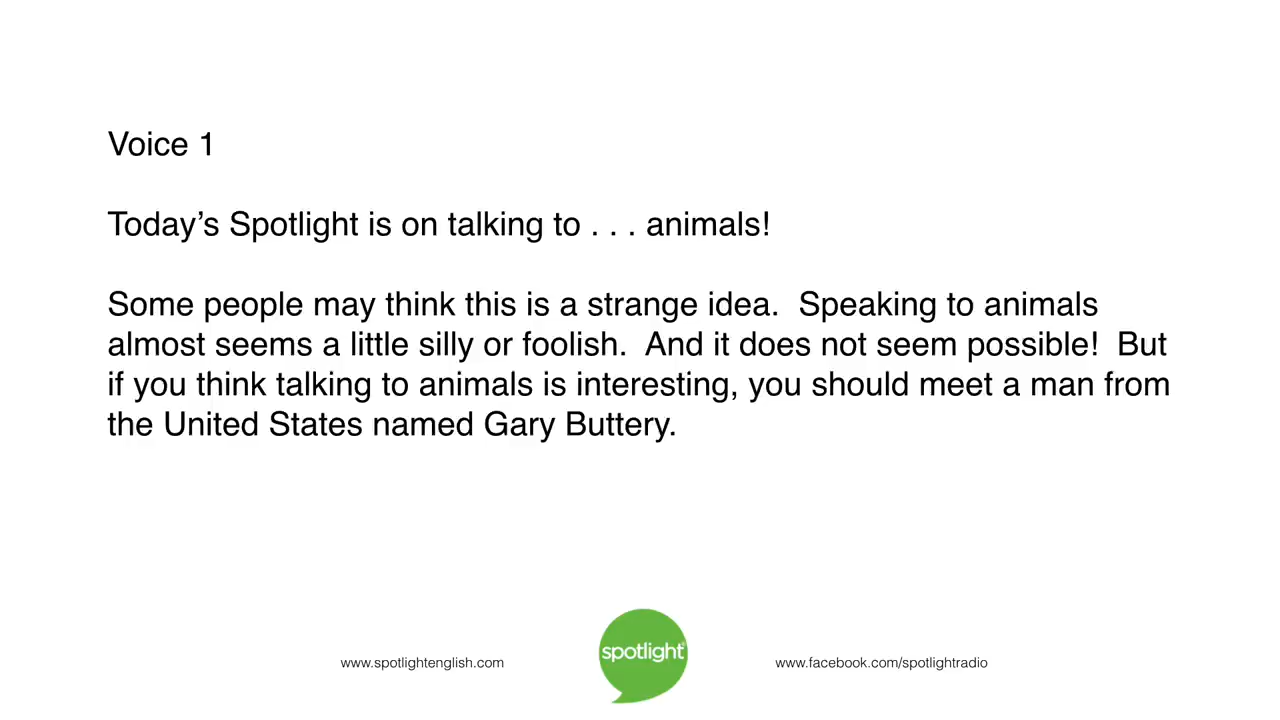 Voice 1
Today’s Spotlight is on talking to . . . animals!
Some people may think this is a strange idea.  Speaking to animals
almost seems a little silly or foolish.  And it does not seem possible!  But
if you think talking to animals is interesting, you should meet a man from
the United States named Gary Buttery.
www.spotlightenglish.com
spotlight
www.facebook.com/spotlightradio